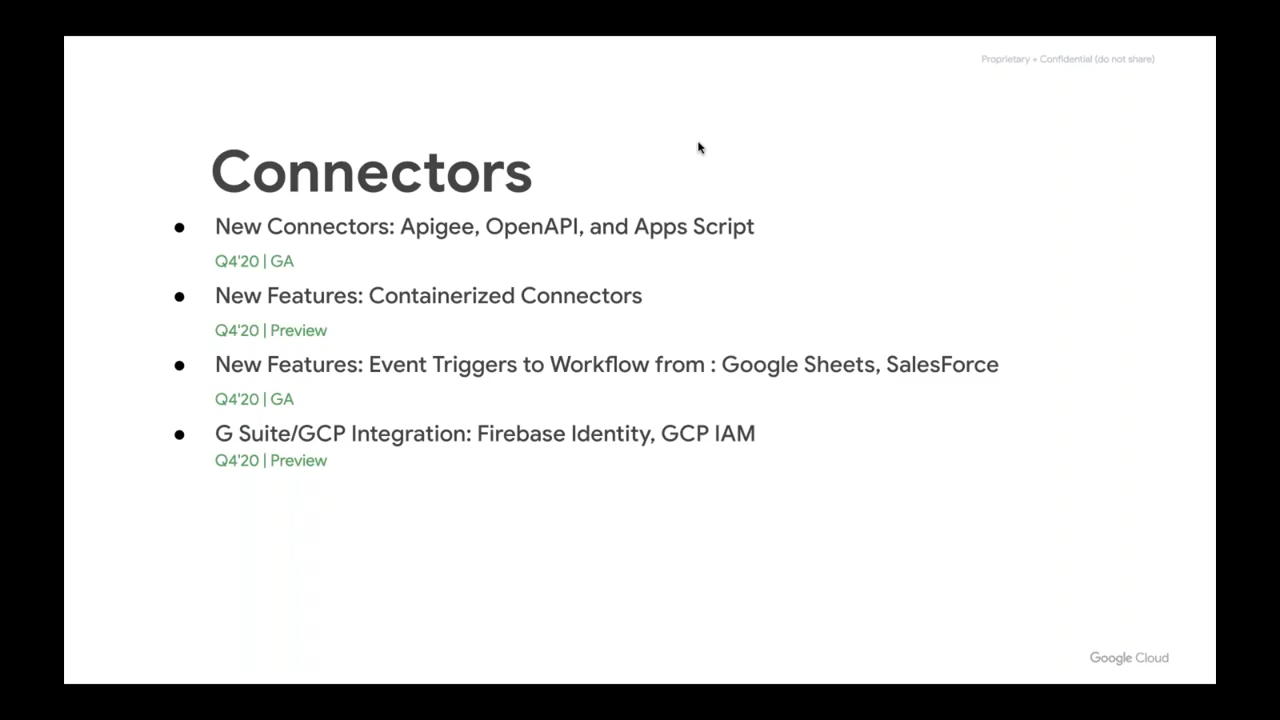 Proprietary + Confidential (do not share)
Connectors
● New Connectors: Apigee, OpenAPI, and Apps Script
Q4'20 | GA
● New Features: Containerized Connectors
Q4'20 | Preview
● New Features: Event Triggers to Workflow from : Google Sheets, SalesForce
Q4'20 | GA
● G Suite/GCP Integration: Firebase Identity, GCP IAM
Q4'20 | Preview
Google Cloud